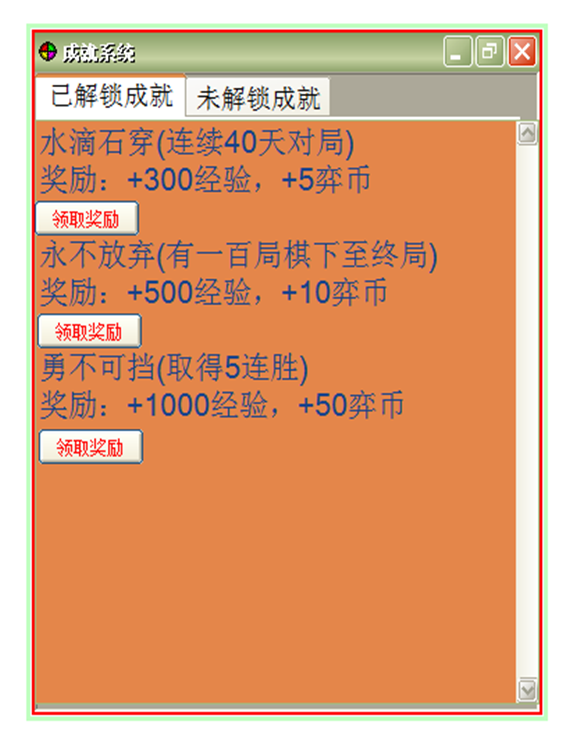 成就系统
已解锁成就 未解锁成就
水滴石穿(连续40天对局)
奖励：+300经验，+5弈币
领取奖励
永不放弃(有一百局棋下至终局)
奖励：+500经验，+10弈币
领取奖励
勇不可挡(取得5连胜)
奖励：+1000经验，+50弈币
领取奖励